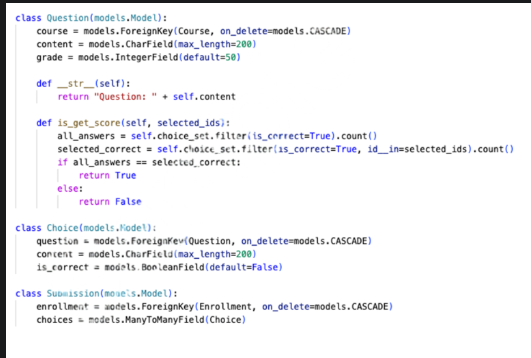 class Question(models.Model):
    course = models.ForeignKey(Course, on_delete=models.CASCADE)
    content = models.CharField(max_length=200)
    grade = models.IntegerField(default=50)

    def __str__(self):
        return "Question: " + self.content

    def is_get_score(self, selected_ids):
        all_answers = self.choice_set.filter(is_correct=True).count()
        selected_correct = self.choice_set.filter(is_correct=True, id__in=selected_ids).count()
        if all_answers == selected_correct:
            return True
        else:
            return False

class Choice(models.Model):
    question = models.ForeignKey(Question, on_delete=models.CASCADE)
    content = models.CharField(max_length=200)
    is_correct = models.BooleanField(default=False)

class Submission(models.Model):
    enrollment = models.ForeignKey(Enrollment, on_delete=models.CASCADE)
    choices = models.ManyToManyField(Choice)